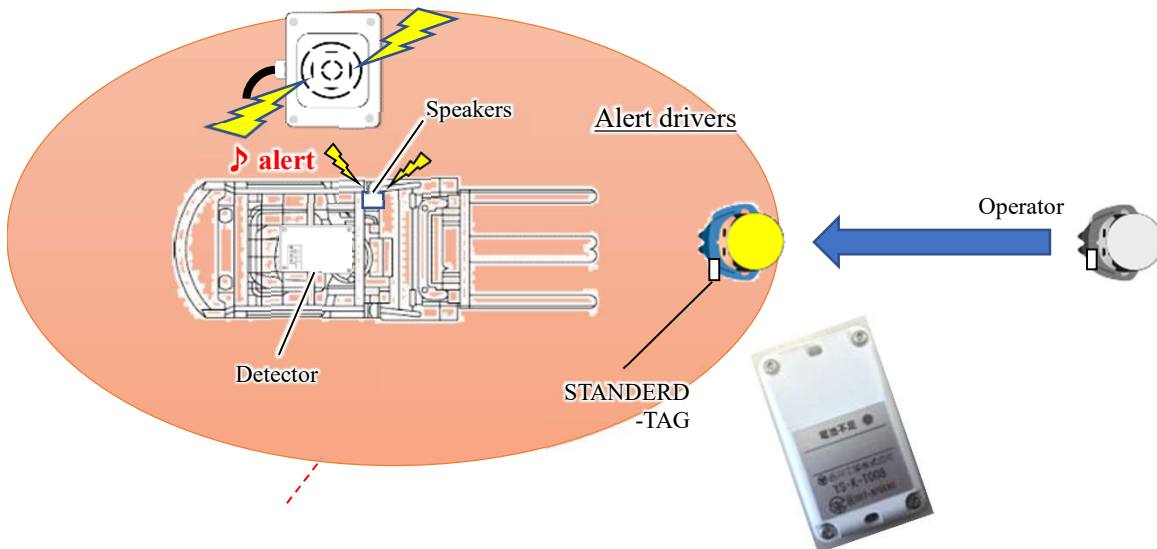 Speakers
Alert drivers
♪ alert
Operator
Detector
STANDERD
-TAG
電池不足
YS-K-T008